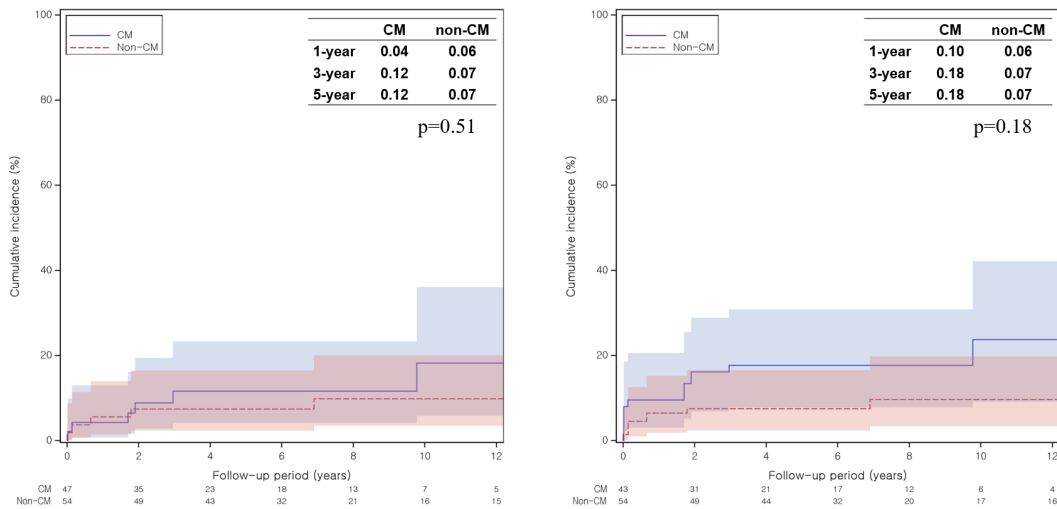 100
80
60
40
20
0
Cumulative incidence (%)
CM
Non-CM
CM non-CM
1-year 0.04 0.06
3-year 0.12 0.07
5-year 0.12 0.07
p=0.51
0 2 4 6 8 10 12
Follow-up period (years)
CM 47 35 23 18 13 7 5
Non-CM 54 49 43 32 21 16 15
100
80
60
40
20
0
Cumulative incidence (%)
CM
Non-CM
CM non-CM
1-year 0.10 0.06
3-year 0.18 0.07
5-year 0.18 0.07
p=0.18
0 2 4 6 8 10 12
Follow-up period (years)
CM 43 31 21 17 12 6 4
Non-CM 54 49 44 32 20 17 16